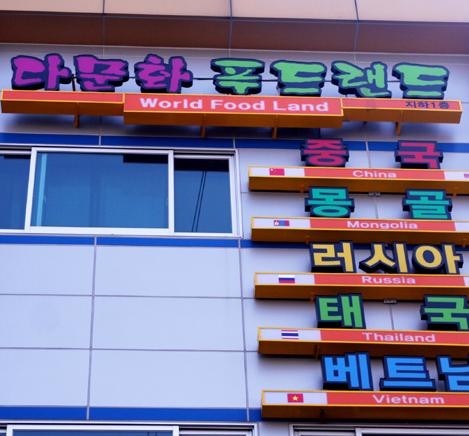 다문화 푸드랜드
World Food Land 지하1층
중국
China
몽골
Mongolia
러시아
Russia
태국
Thailand
베트남
Vietnam